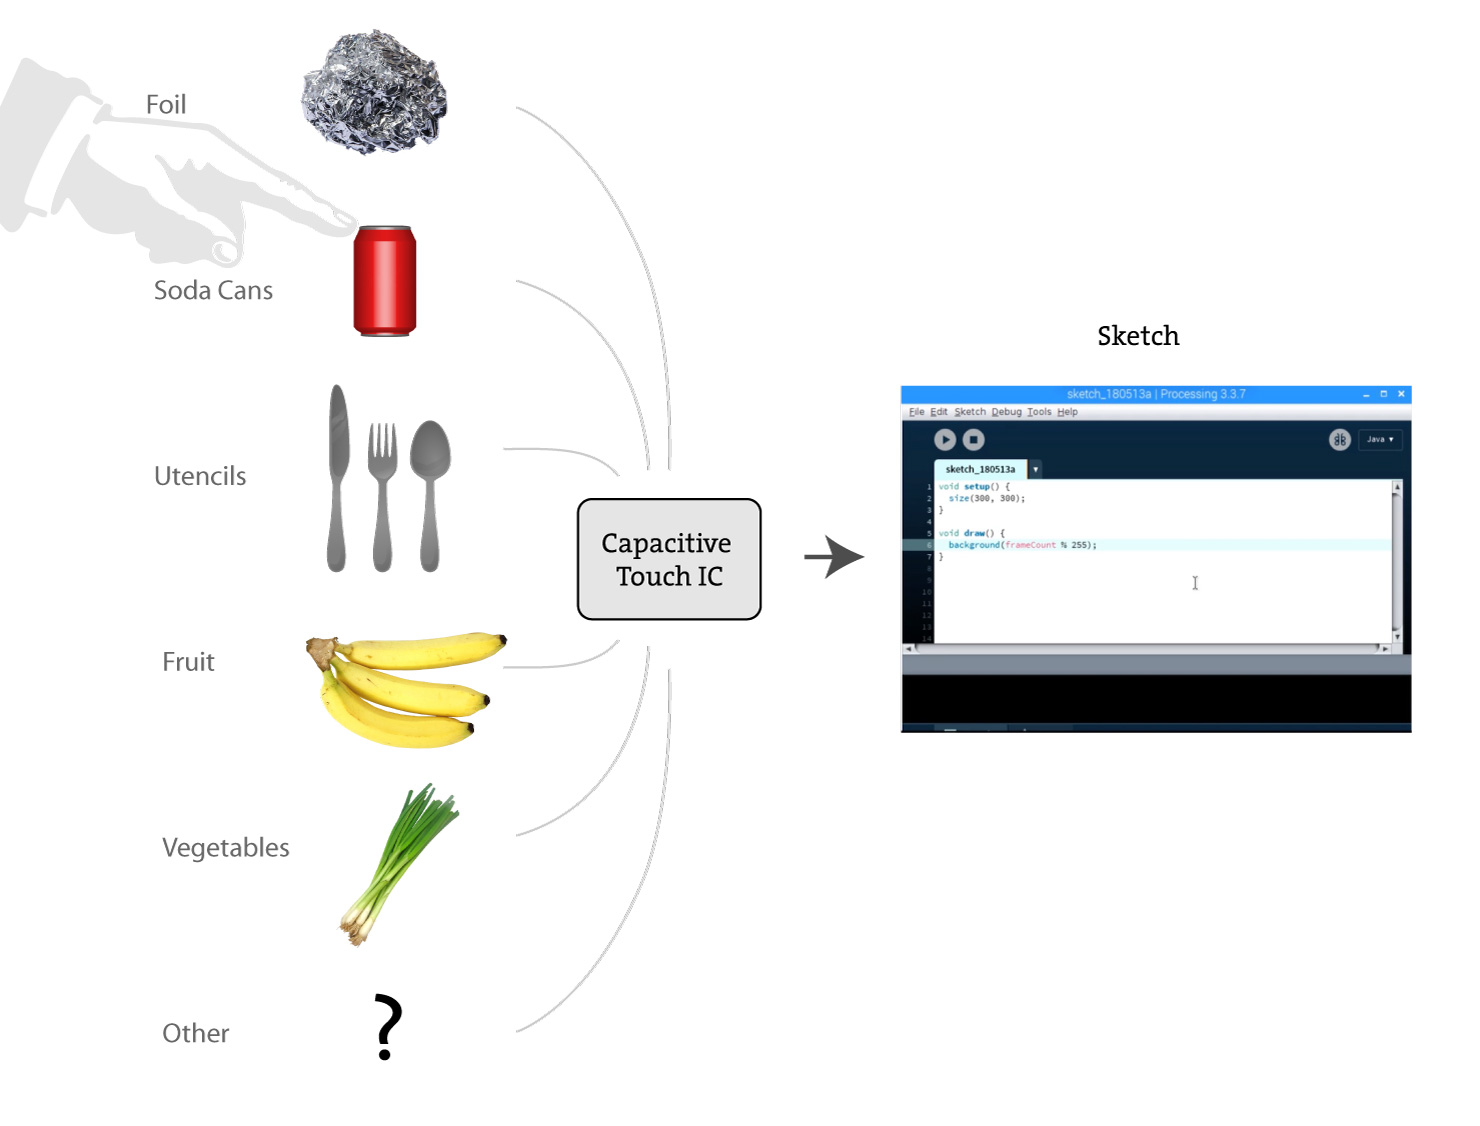 Foil
Soda Cans
Utencils
Fruit
Vegetables
Other
?
Capacitive
Touch IC
Sketch
sketch_180513a | Processing 3.3.7
File Edit Sketch Debug Tools Help
Java
sketch_180513a
1 void setup() {
2 size(300, 300);
3 }
4
5 void draw() {
6 background(frameCount % 255);
7 }
8
9
10
11
12
13
14